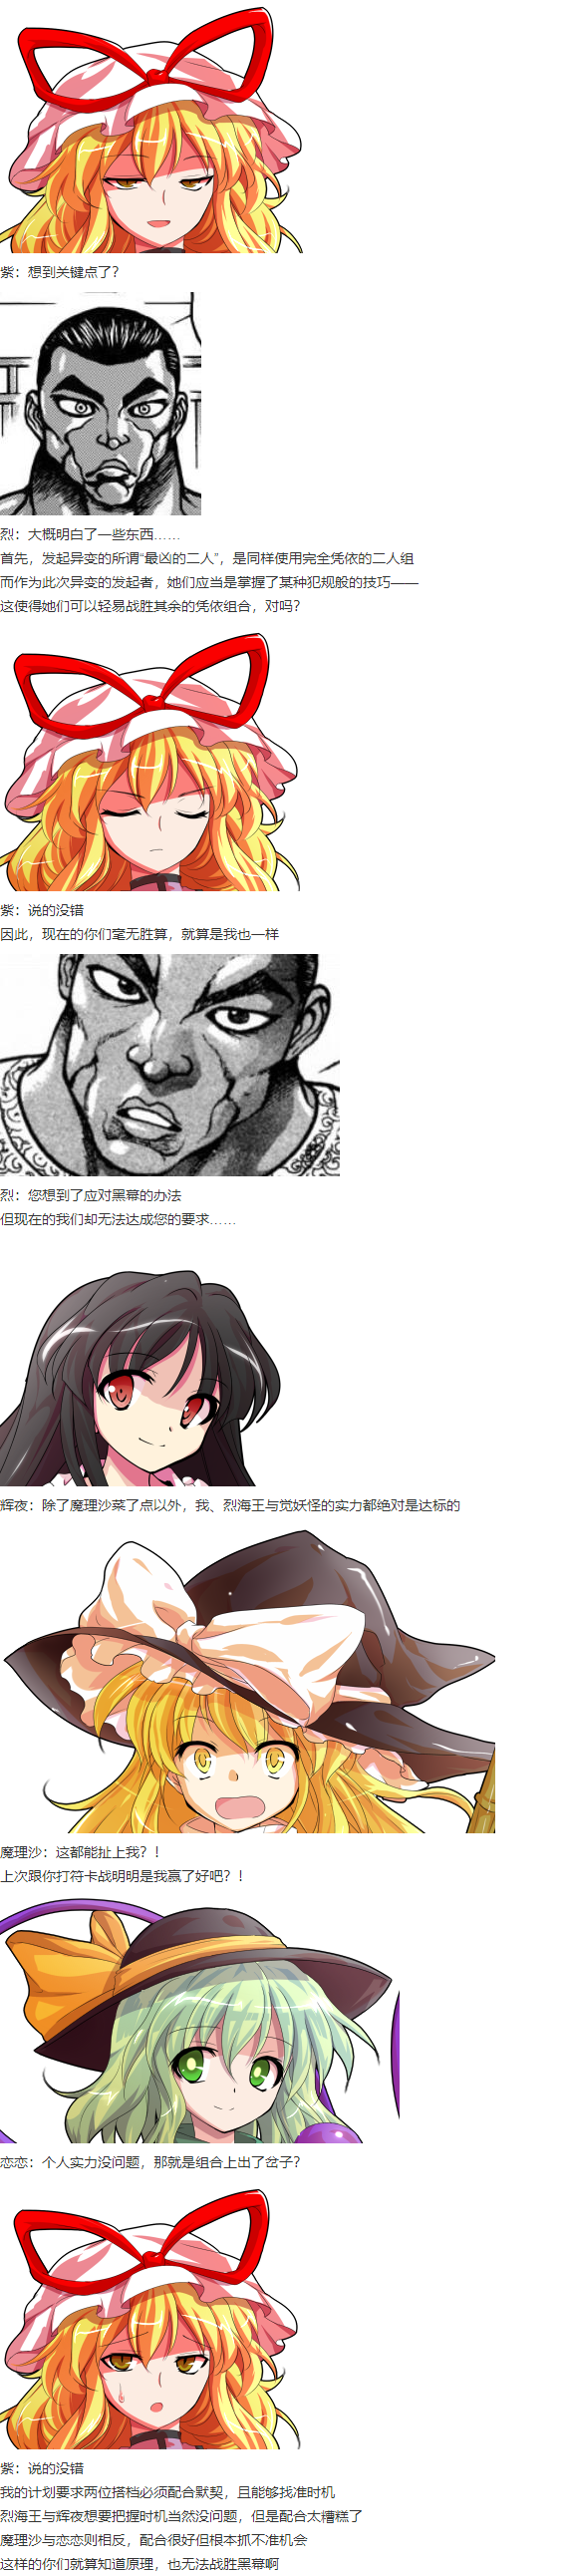 紫：想到关键点了？
烈：大概明白了一些东西……
首先，发起异变的所谓“最凶的二人”，是同样使用完全凭依的二人组
而作为此次异变的发起者，她们应当是掌握了某种犯规般的技巧——
这使得她们可以轻易战胜其余的凭依组合，对吗？
紫：说的没错
因此，现在的你们毫无胜算，就算是我也一样
烈：您想到了应对黑幕的办法
但现在的我们却无法达成您的要求……
辉夜：除了魔理沙菜了点以外，我、烈海王与觉妖怪的实力都绝对是达标的
魔理沙：这都能扯上我？！
上次跟你打符卡战明明是我赢了好吧？！
恋恋：个人实力没问题，那就是组合上出了岔子？
紫：说的没错
我的计划要求两位搭档必须配合默契，且能够找准时机
烈海王与辉夜想要把握时机当然没问题，但是配合太糟糕了
魔理沙与恋恋则相反，配合很好但根本抓不准机会
这样的你们就算知道原理，也无法战胜黑幕啊